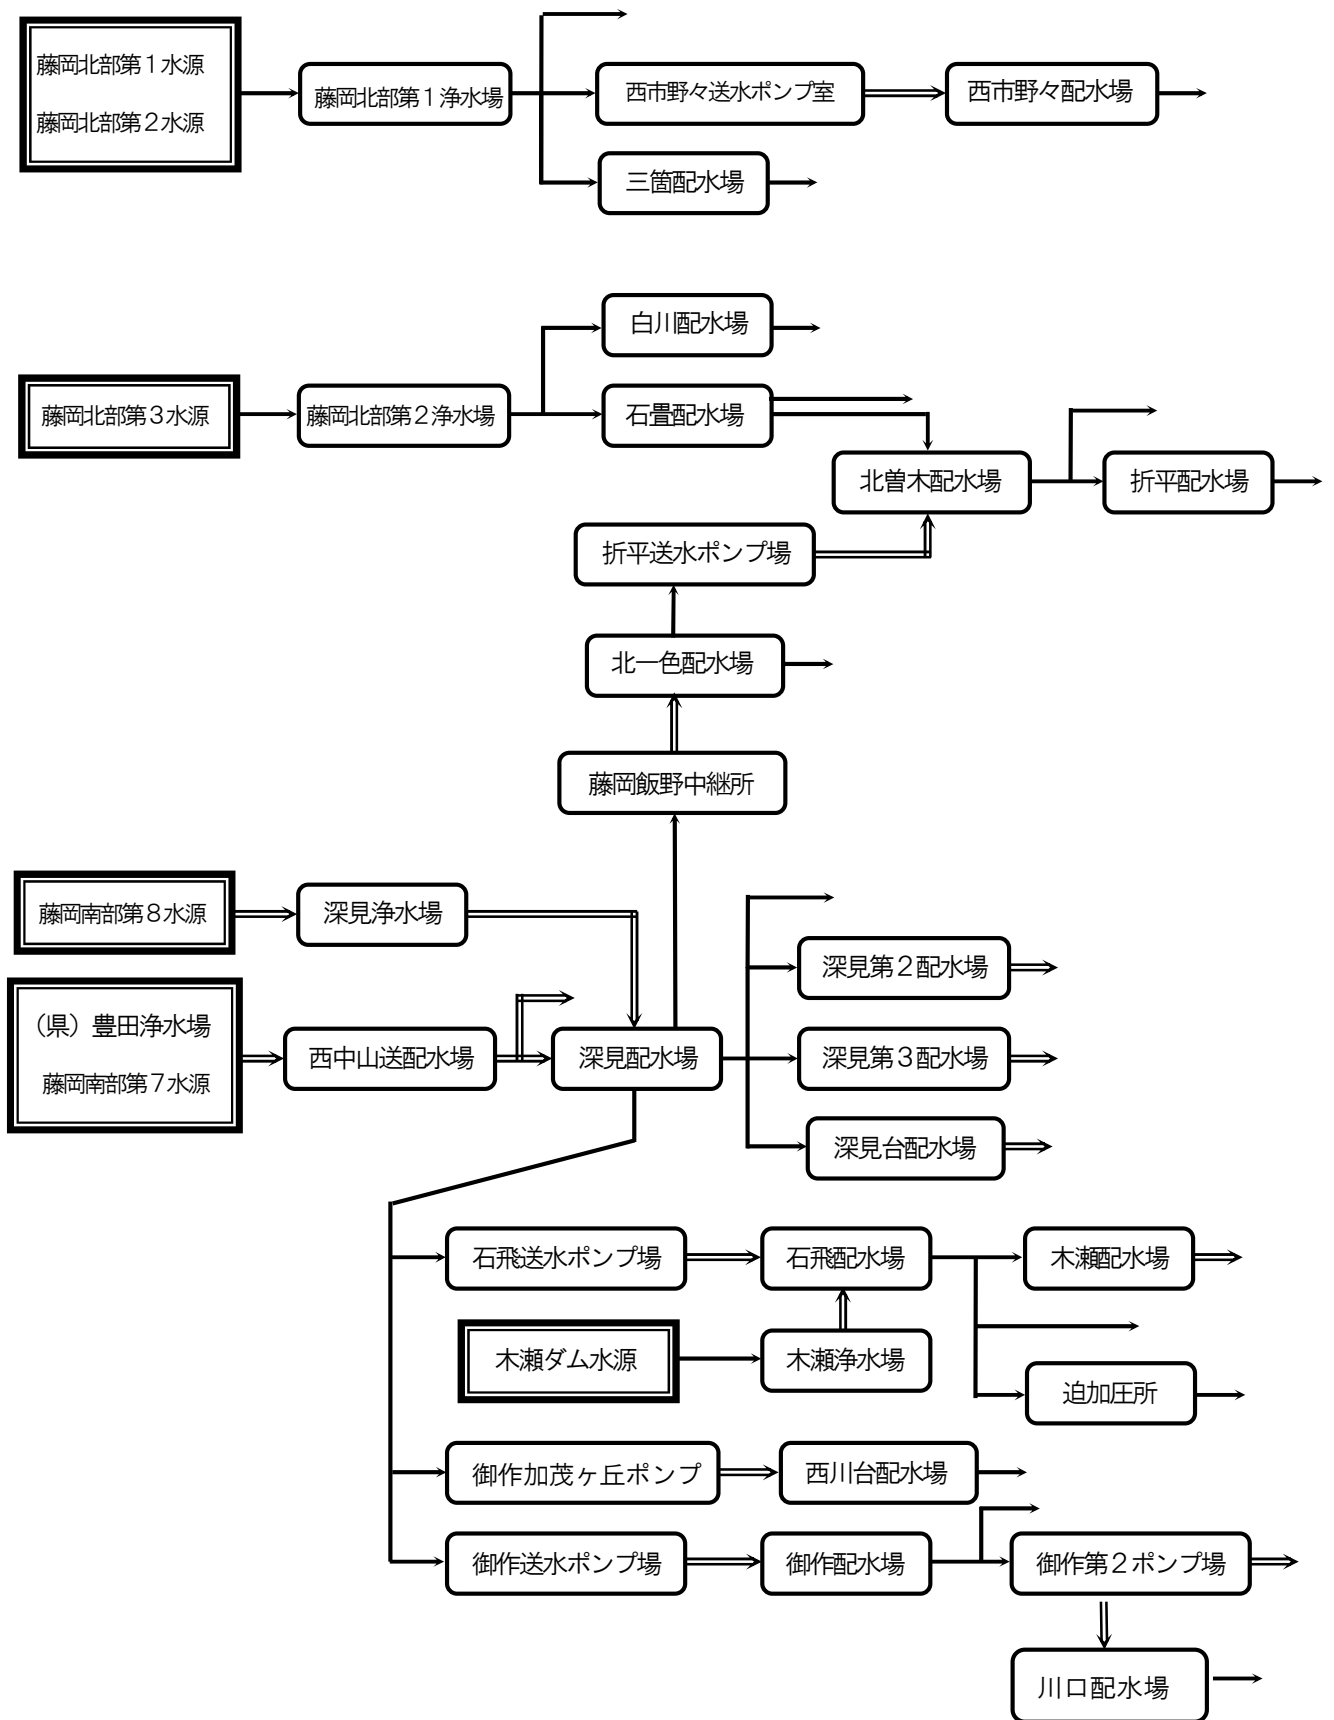 藤岡北部第1水源
藤岡北部第2水源
藤岡北部第1浄水場
西市野々送水ポンプ室
西市野々配水場
三箇配水場
白川配水場
藤岡北部第3水源
藤岡北部第2浄水場
石畳配水場
北曽木配水場
折平配水場
折平送水ポンプ場
北一色配水場
藤岡飯野中継所
藤岡南部第8水源
深見浄水場
深見第2配水場
（県）豊田浄水場
藤岡南部第7水源
西中山送配水場
深見配水場
深見第3配水場
深見台配水場
石飛送水ポンプ場
石飛配水場
木瀬配水場
木瀬ダム水源
木瀬浄水場
迫加圧所
御作加茂ヶ丘ポンプ
西川台配水場
御作送水ポンプ場
御作配水場
御作第2ポンプ場
川口配水場